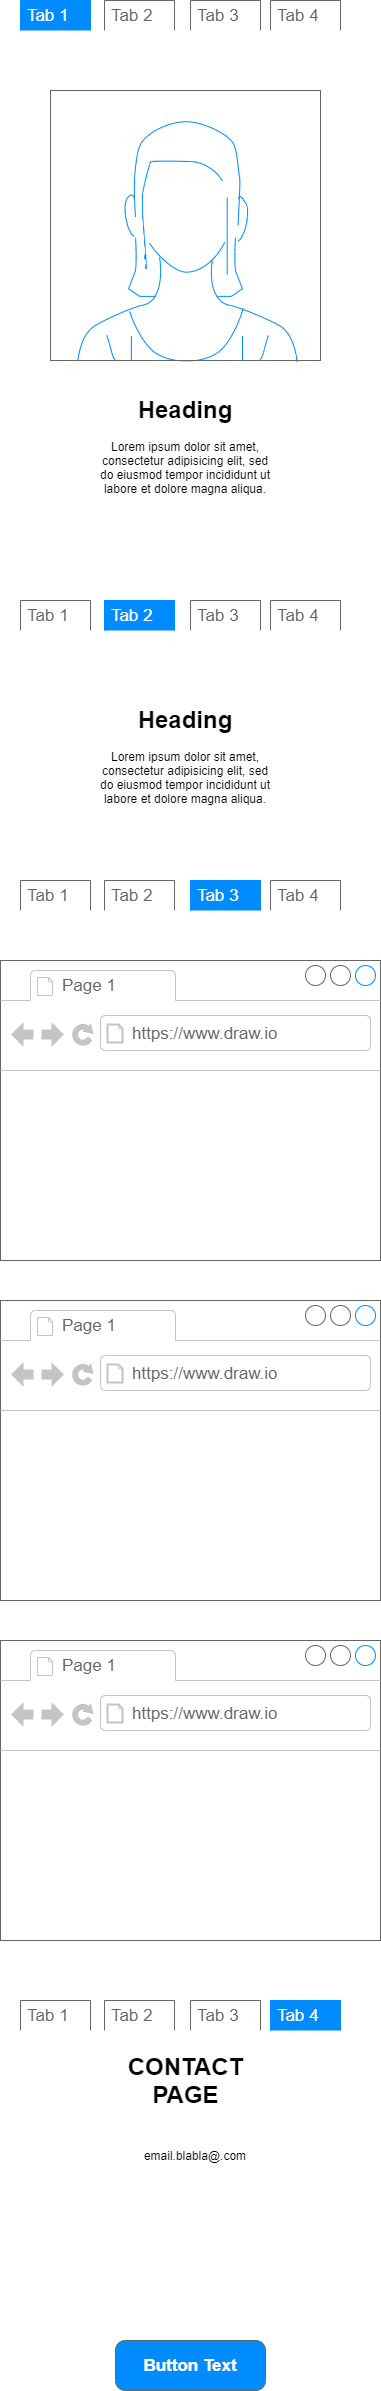 Tab 1 Tab 2 Tab 3 Tab 4
Heading
Lorem ipsum dolor sit amet,
consectetur adipisicing elit, sed
do eiusmod tempor incididunt ut
labore et dolore magna aliqua.
Tab 1 Tab 2 Tab 3 Tab 4
Heading
Lorem ipsum dolor sit amet,
consectetur adipisicing elit, sed
do eiusmod tempor incididunt ut
labore et dolore magna aliqua.
Tab 1 Tab 2 Tab 3 Tab 4
Page 1
https://www.draw.io
Page 1
https://www.draw.io
Page 1
https://www.draw.io
Tab 1 Tab 2 Tab 3 Tab 4
CONTACT
PAGE
email.blabla@.com
Button Text